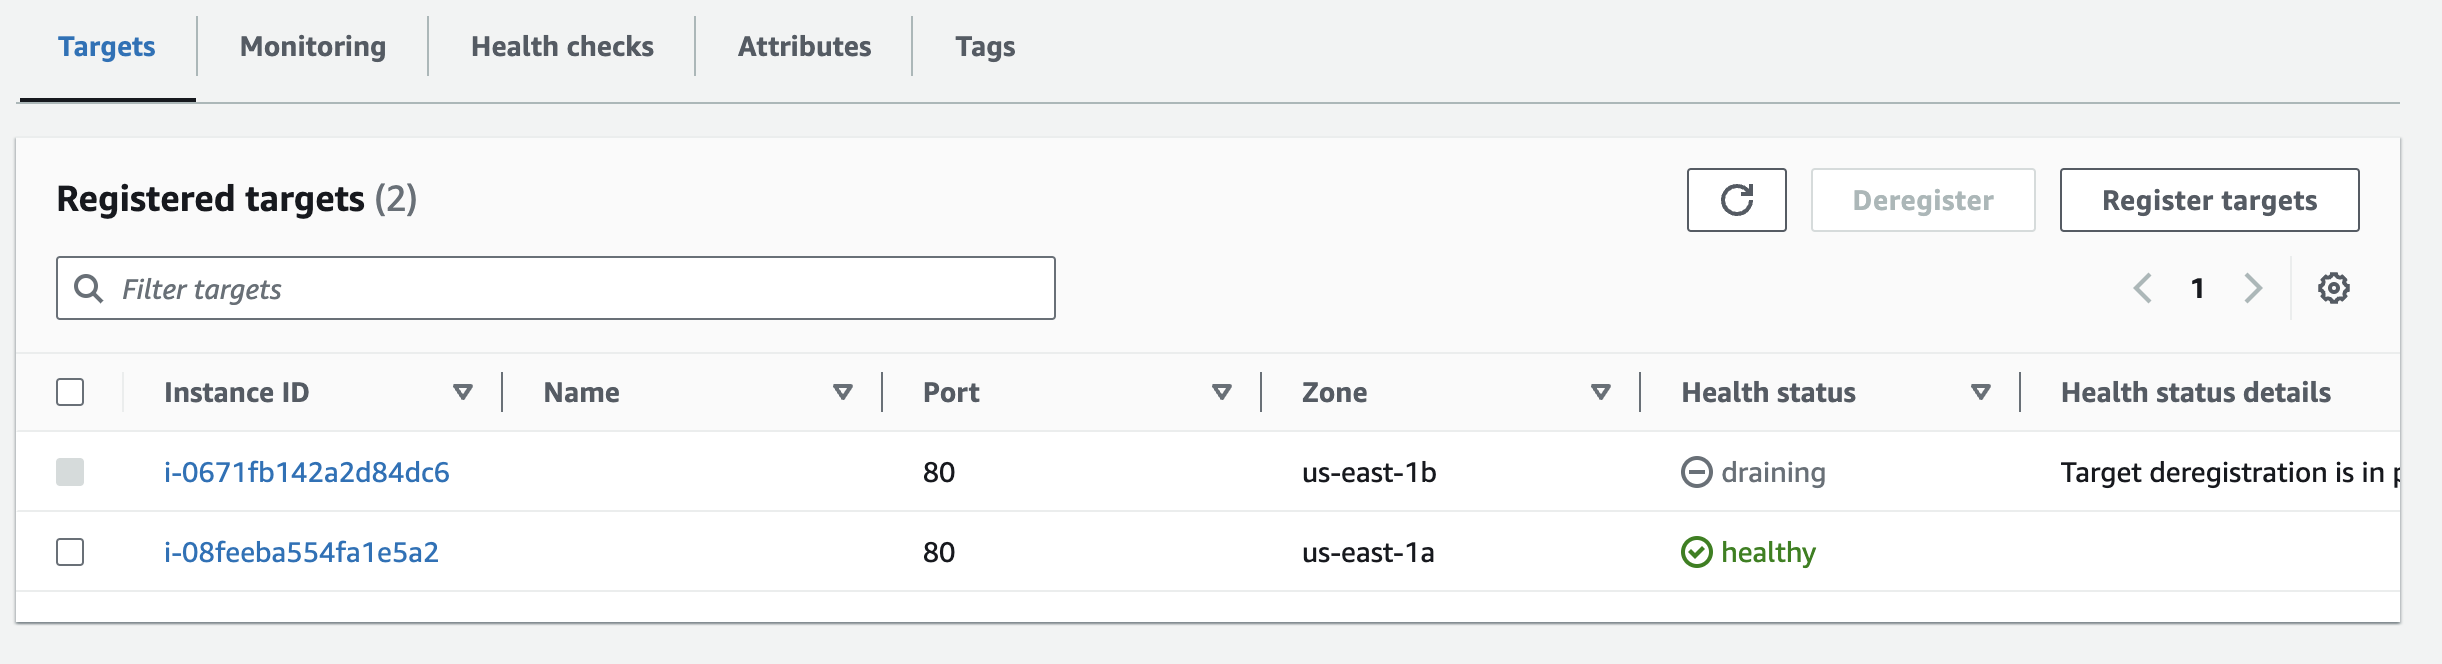 Targets Monitoring Health checks Attributes Tags
Registered targets (2) Deregister Register targets
Filter targets 1
Instance ID Name Port Zone Health status Health status details
i-0671fb142a2d84dc6 80 us-east-1b draining Target deregistration is in
i-08feeba554fa1e5a2 80 us-east-1a healthy